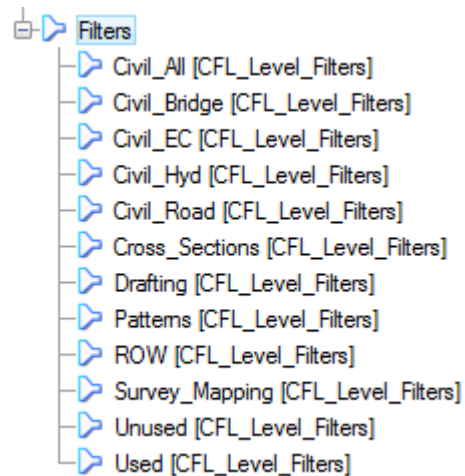 Filters
Civil_All [CFL_Level_Filters]
Civil_Bridge [CFL_Level_Filters]
Civil_EC [CFL_Level_Filters]
Civil_Hyd [CFL_Level_Filters]
Civil_Road [CFL_Level_Filters]
Cross_Sections [CFL_Level_Filters]
Drafting [CFL_Level_Filters]
Patterns [CFL_Level_Filters]
ROW [CFL_Level_Filters]
Survey_Mapping [CFL_Level_Filters]
Unused [CFL_Level_Filters]
Used [CFL_Level_Filters]